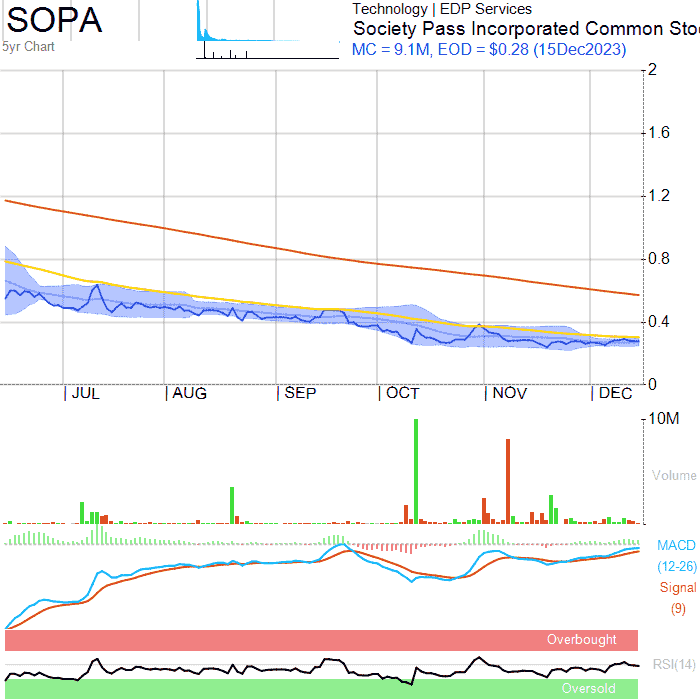 SOPA
5yr Chart
Technology | EDP Services
Society Pass Incorporated Common Sto
MC = 9.1M, EOD = $0.28 (15Dec2023)
2
1.6
1.2
0.8
0.4
0
JUL AUG SEP OCT NOV DEC
10M
Volume
MACD
(12-26)
Signal
(9)
Overbought
RSI(14)
Oversold